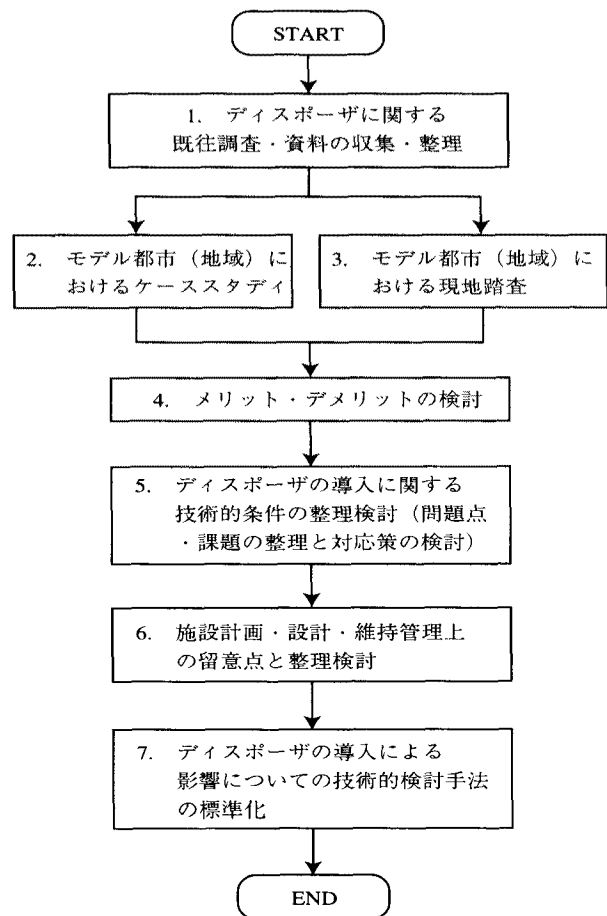 START
1. ディスポーザに関する
既往調査・資料の収集・整理
2. モデル都市（地域）に
おけるケーススタディ
3. モデル都市（地域）に
おける現地踏査
4. メリット・デメリットの検討
5. ディスポーザの導入に関する
技術的条件の整理検討（問題点
・課題の整理と対応策の検討）
6. 施設計画・設計・維持管理上
の留意点と整理検討
7. ディスポーザの導入による
影響についての技術的検討手法
の標準化
END